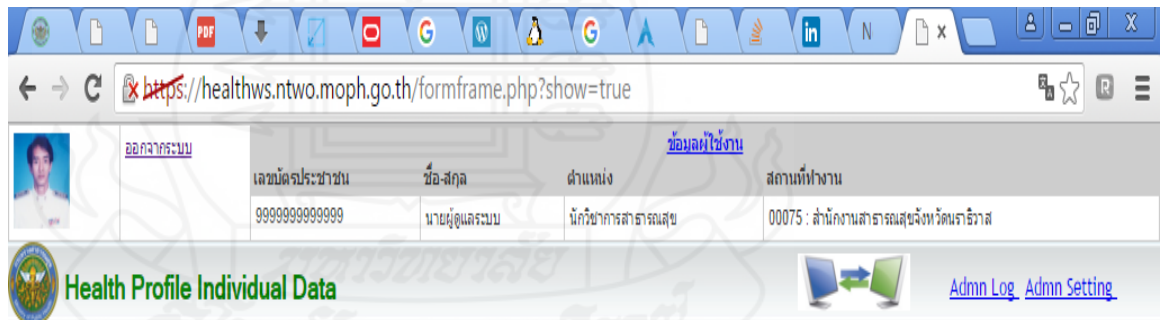 PDF G G in N
https://healthws.ntwo.moph.go.th/formframe.php?show=true
ออกจากระบบ ข้อมูลผู้ใช้งาน
เลขบัตรประชาชน ชื่อ-สกุล ตำแหน่ง สถานที่ทำงาน
9999999999999 นายผู้ดูแลระบบ นักวิชาการสาธารณสุข 00075 : สำนักงานสาธารณสุขจังหวัดนราธิวาส
Health Profile Individual Data Admn Log Admn Setting